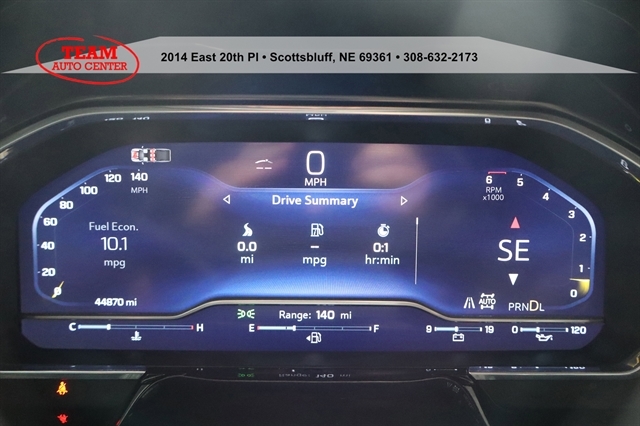 TEAM
AUTO CENTER
2014 East 20th Pl • Scottsbluff, NE 69361 • 308-632-2173
0
MPH
Drive Summary
0.0
mi
–
mpg
0:1
hr:min
140
120
100
80
60
40
20
0
MPH
Fuel Econ.
10.1
mpg
44870 mi
6
5
4
3
2
1
0
RPM
x1000
SE
AUTO
PRNDL
Range: 140 mi
C H
E F
9 19
0 120